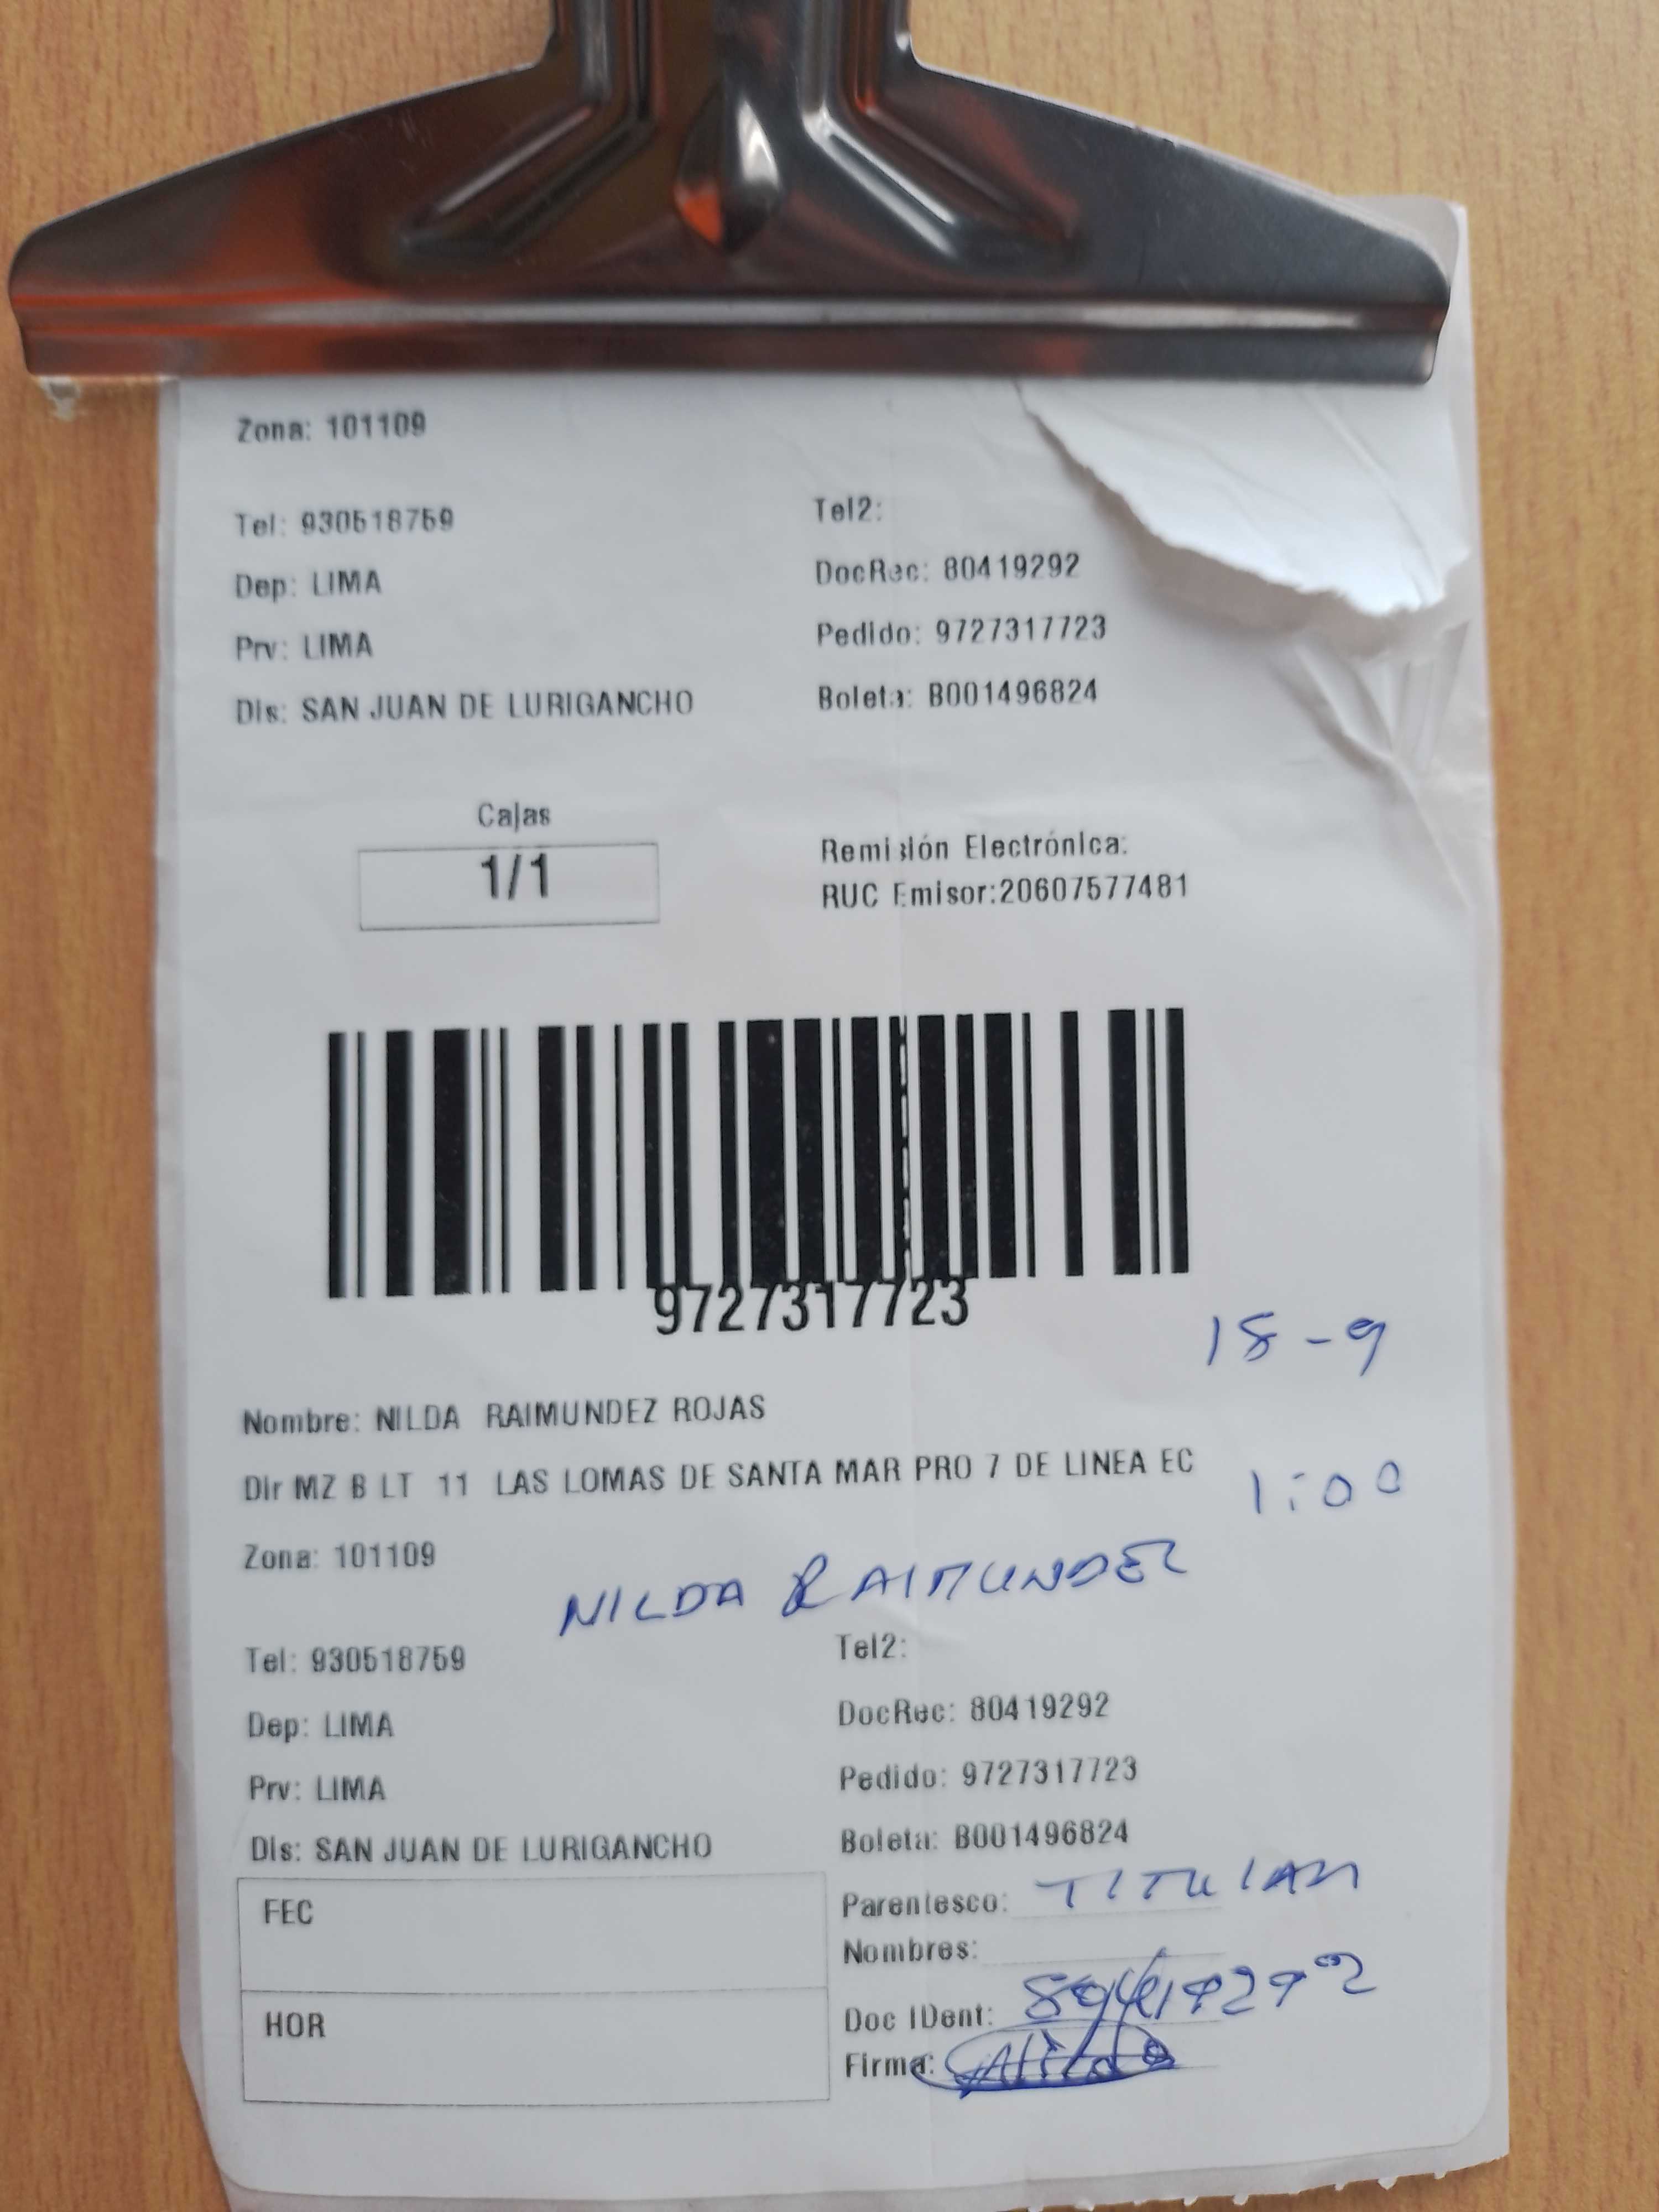 Zona: 101109
Tel: 930518759
Tel2:
Dep: LIMA
DocRec: 80419292
Prv: LIMA
Pedido: 9727317723
Dis: SAN JUAN DE LURIGANCHO
Boleta: B001496824
Cajas
1/1
Remisión Electrónica:
RUC Emisor:20607577481
9727317723
18-9
Nombre: NILDA RAIMUNDEZ ROJAS
Dir MZ B LT 11 LAS LOMAS DE SANTA MAR PRO 7 DE LINEA EC
1:00
Zona: 101109
NILDA RAIMUNDEZ
Tel: 930518759
Tel2:
Dep: LIMA
DocRec: 80419292
Prv: LIMA
Pedido: 9727317723
Dis: SAN JUAN DE LURIGANCHO
Boleta: B001496824
FEC
Parentesco: TITULAR
Nombres:
HOR
Doc IDent: 80419292
Firma: Nilda